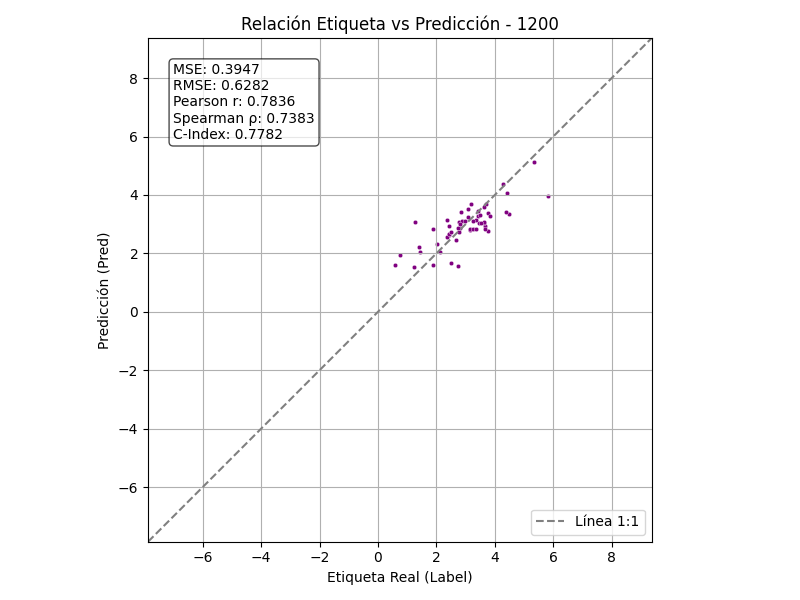 Relación Etiqueta vs Predicción - 1200
MSE: 0.3947
RMSE: 0.6282
Pearson r: 0.7836
Spearman ρ: 0.7383
C-Index: 0.7782
Predicción (Pred)
8
6
4
2
0
−2
−4
−6
Línea 1:1
−6 −4 −2 0 2 4 6 8
Etiqueta Real (Label)